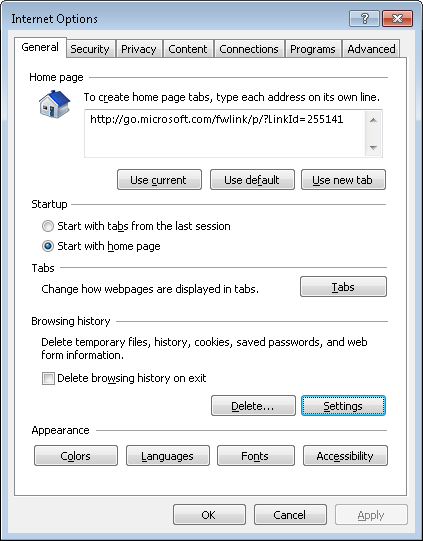 Internet Options
General Security Privacy Content Connections Programs Advanced
Home page
To create home page tabs, type each address on its own line.
http://go.microsoft.com/fwlink/p/?LinkId=255141
Use current Use default Use new tab
Startup
Start with tabs from the last session
Start with home page
Tabs
Change how webpages are displayed in tabs. Tabs
Browsing history
Delete temporary files, history, cookies, saved passwords, and web
form information.
Delete browsing history on exit
Delete... Settings
Appearance
Colors Languages Fonts Accessibility
OK Cancel Apply